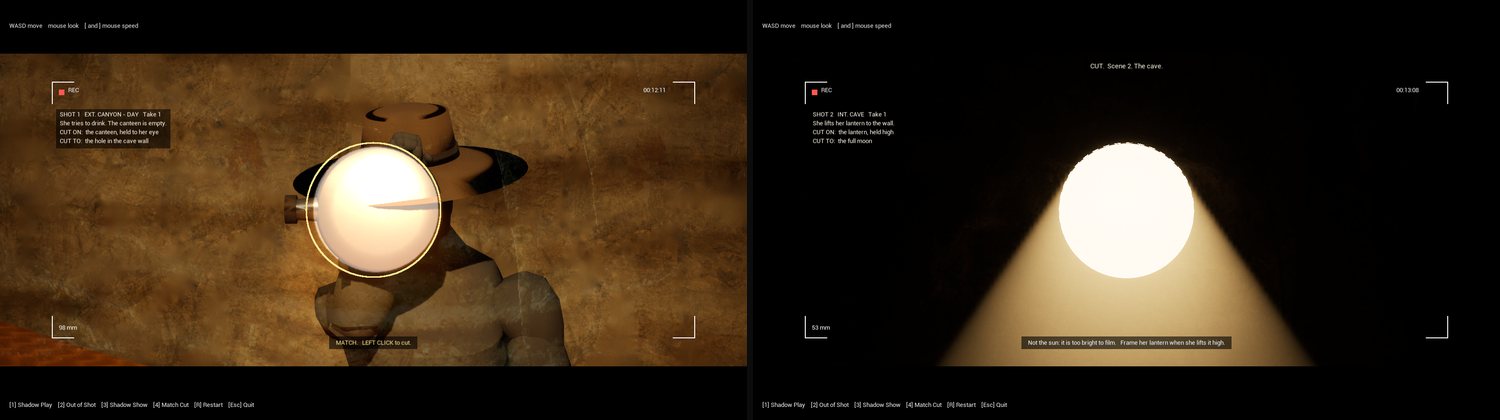 WASD move mouse look [ and ] mouse speed
REC
00:12:11
SHOT 1 EXT. CANYON - DAY Take 1
She tries to drink. The canteen is empty.
CUT ON: the canteen, held to her eye
CUT TO: the hole in the cave wall
98 mm
MATCH. LEFT CLICK to cut.
[1] Shadow Play [2] Out of Shot [3] Shadow Show [4] Match Cut [R] Restart [Esc] Quit
WASD move mouse look [ and ] mouse speed
CUT. Scene 2. The cave.
REC
00:13:08
SHOT 2 INT. CAVE Take 1
She lifts her lantern to the wall.
CUT ON: the lantern, held high
CUT TO: the full moon
53 mm
Not the sun: it is too bright to film. Frame her lantern when she lifts it high.
[1] Shadow Play [2] Out of Shot [3] Shadow Show [4] Match Cut [R] Restart [Esc] Quit